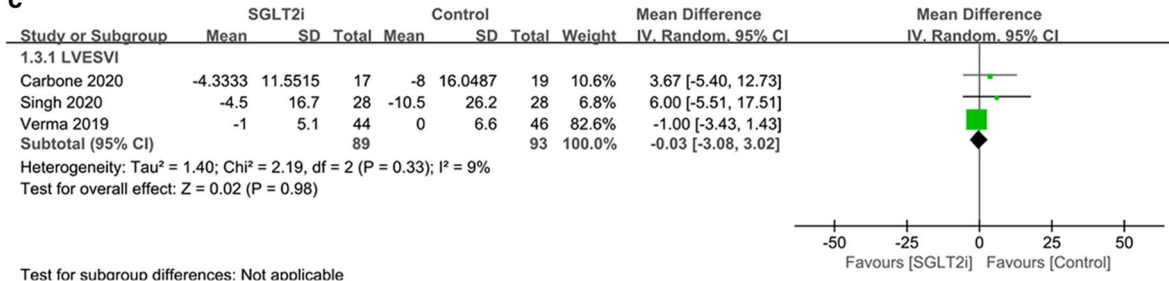 c
SGLT2i Control Mean Difference Mean Difference
Study or Subgroup Mean SD Total Mean SD Total Weight IV. Random. 95% CI IV. Random. 95% CI
1.3.1 LVESVI
Carbone 2020 -4.3333 11.5515 17 -8 16.0487 19 10.6% 3.67 [-5.40, 12.73]
Singh 2020 -4.5 16.7 28 -10.5 26.2 28 6.8% 6.00 [-5.51, 17.51]
Verma 2019 -1 5.1 44 0 6.6 46 82.6% -1.00 [-3.43, 1.43]
Subtotal (95% CI) 89 93 100.0% -0.03 [-3.08, 3.02]
Heterogeneity: Tau² = 1.40; Chi² = 2.19, df = 2 (P = 0.33); I² = 9%
Test for overall effect: Z = 0.02 (P = 0.98)
-50 -25 0 25 50
Favours [SGLT2i] Favours [Control]
Test for subgroup differences: Not applicable